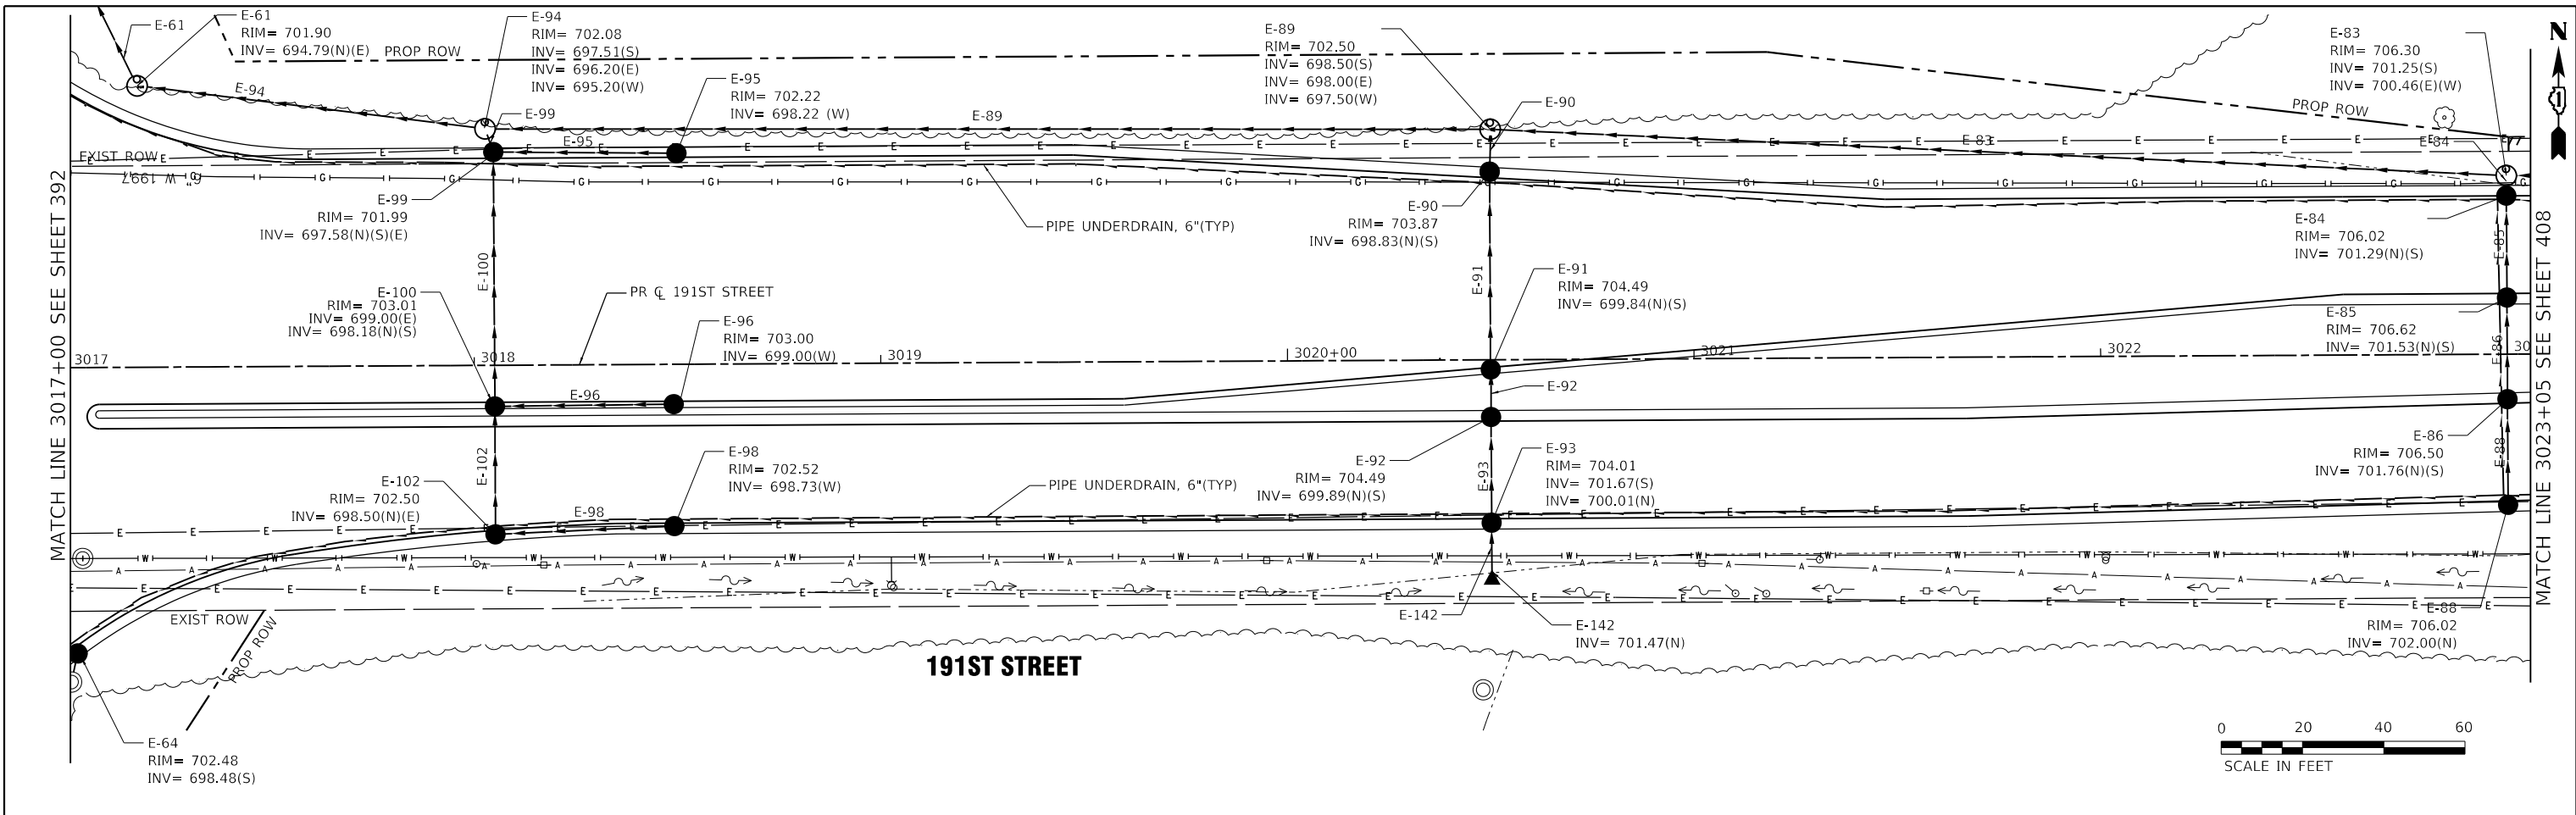 E-61
E-61
RIM= 701.90
INV= 694.79(N)(E)
PROP ROW
E-94
RIM= 702.08
INV= 697.51(S)
INV= 696.20(E)
INV= 695.20(W)
E-95
RIM= 702.22
INV= 698.22 (W)
E-89
RIM= 702.50
INV= 698.50(S)
INV= 698.00(E)
INV= 697.50(W)
E-83
RIM= 706.30
INV= 701.25(S)
INV= 700.46(E)(W)
N
E-94
E-99
E-89
E-90
PROP ROW
E-95
E-83
E-84
EXIST ROW
6" W 1997
E-99
RIM= 701.99
INV= 697.58(N)(S)(E)
PIPE UNDERDRAIN, 6"(TYP)
E-90
RIM= 703.87
INV= 698.83(N)(S)
E-84
RIM= 706.02
INV= 701.29(N)(S)
E-85
E-100
E-91
E-100
RIM= 703.01
INV= 699.00(E)
INV= 698.18(N)(S)
PR ℄ 191ST STREET
E-96
RIM= 703.00
INV= 699.00(W)
E-91
RIM= 704.49
INV= 699.84(N)(S)
E-85
RIM= 706.62
INV= 701.53(N)(S)
E-86
3017
3018
3019
3020+00
3021
3022
30
E-96
E-92
E-102
E-98
RIM= 702.52
INV= 698.73(W)
E-92
RIM= 704.49
INV= 699.89(N)(S)
E-93
E-93
RIM= 704.01
INV= 701.67(S)
INV= 700.01(N)
E-86
RIM= 706.50
INV= 701.76(N)(S)
E-88
E-102
RIM= 702.50
INV= 698.50(N)(E)
E-98
PIPE UNDERDRAIN, 6"(TYP)
MATCH LINE 3017+00 SEE SHEET 392
MATCH LINE 3023+05 SEE SHEET 408
EXIST ROW
PROP ROW
E-142
E-142
INV= 701.47(N)
E-88
RIM= 706.02
INV= 702.00(N)
191ST STREET
E-64
RIM= 702.48
INV= 698.48(S)
0 20 40 60
SCALE IN FEET